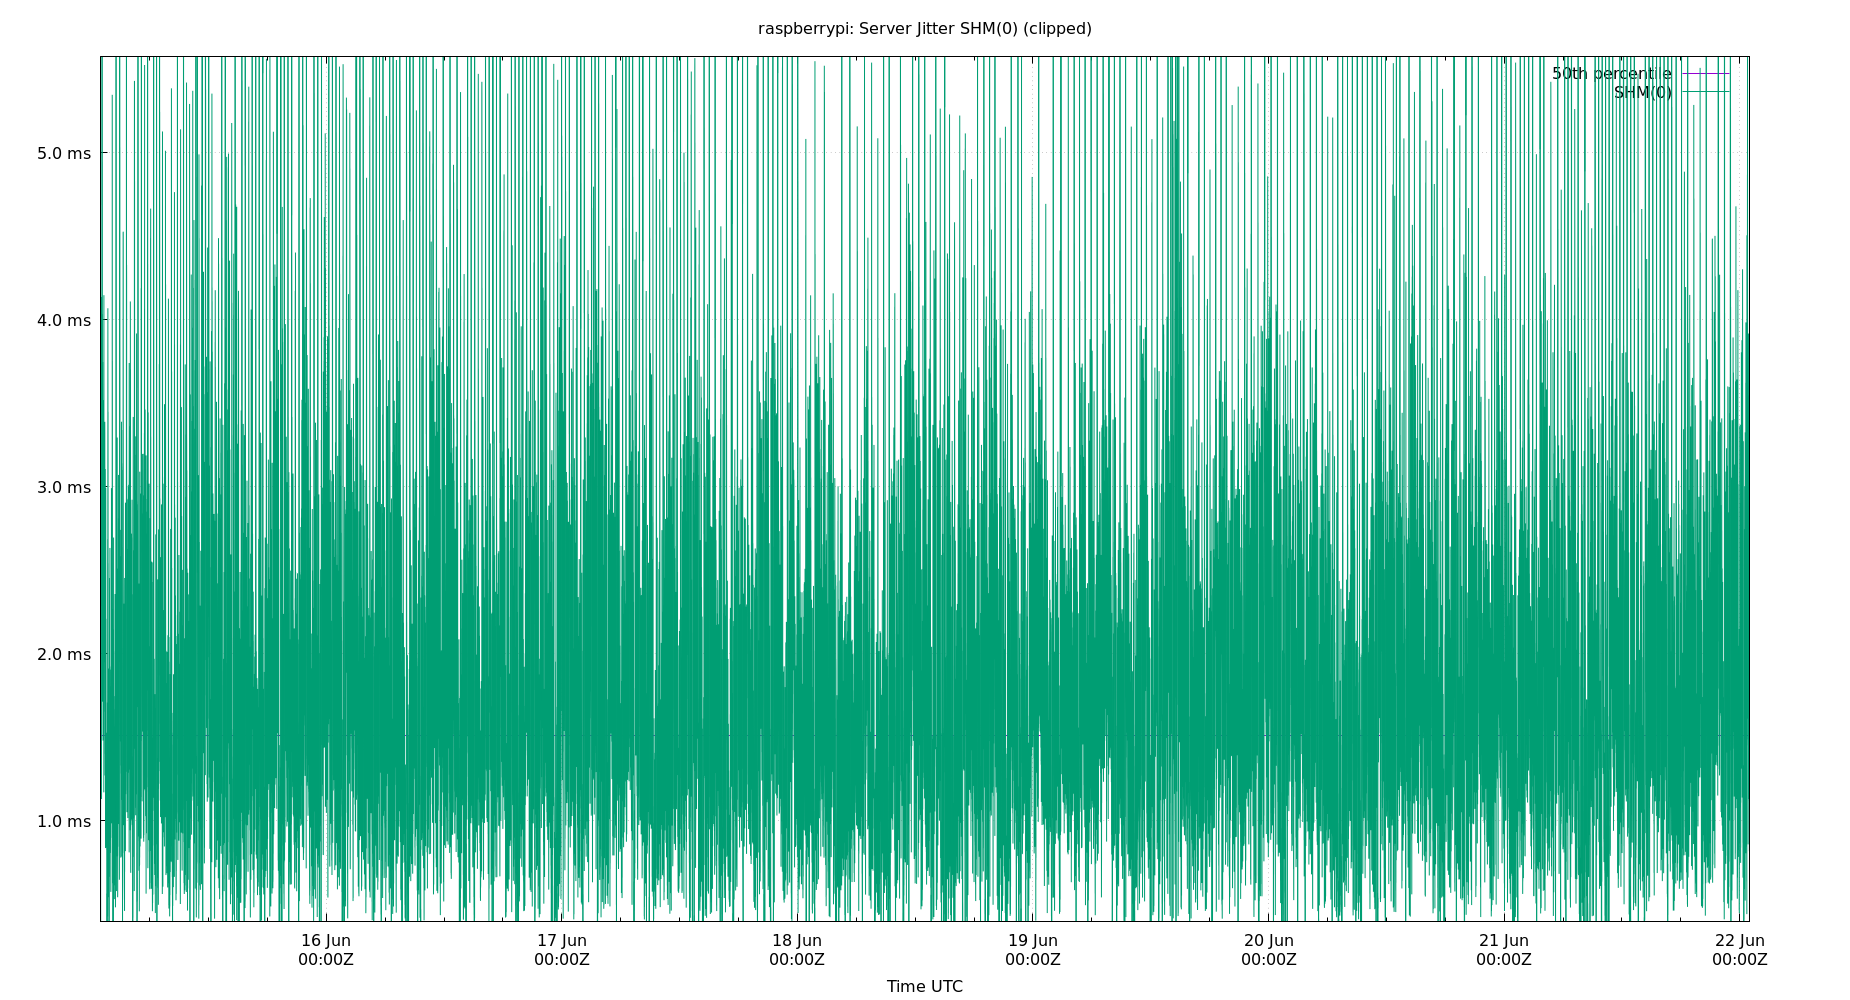 raspberrypi: Server Jitter SHM(0) (clipped)
50th percentile
SHM(0)
5.0 ms
4.0 ms
3.0 ms
2.0 ms
1.0 ms
16 Jun 17 Jun 18 Jun 19 Jun 20 Jun 21 Jun 22 Jun
00:00Z 00:00Z 00:00Z 00:00Z 00:00Z 00:00Z 00:00Z
Time UTC